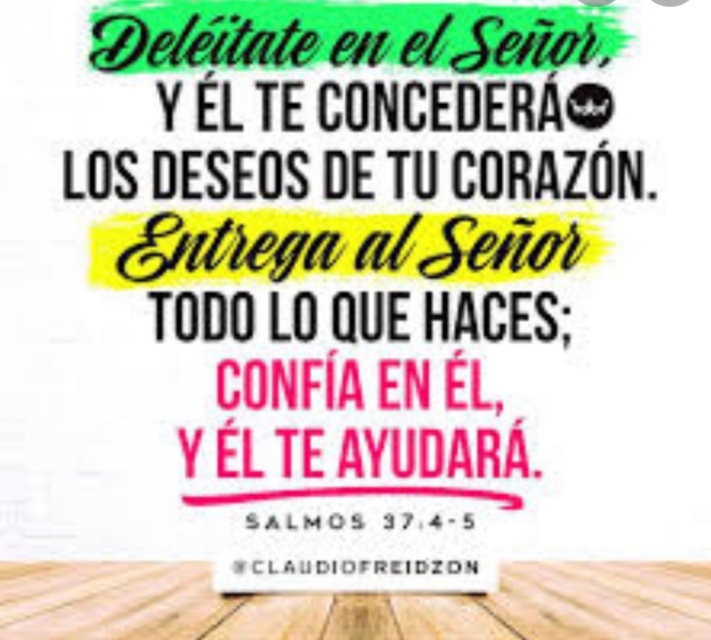 Deléitate en el Señor,
Y ÉL TE CONCEDERÁ
LOS DESEOS DE TU CORAZÓN.
Entrega al Señor
TODO LO QUE HACES;
CONFÍA EN ÉL,
Y ÉL TE AYUDARÁ.
SALMOS 37:4-5
@CLAUDIOFREIDZON